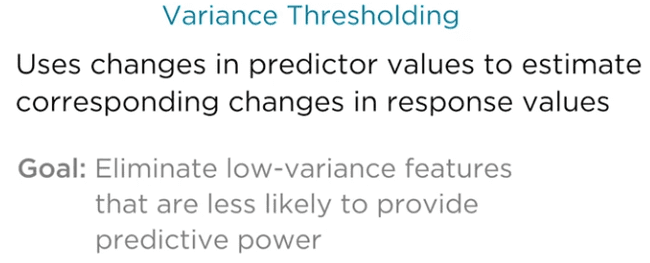 Variance Thresholding
Uses changes in predictor values to estimate
corresponding changes in response values
Goal: Eliminate low-variance features
that are less likely to provide
predictive power